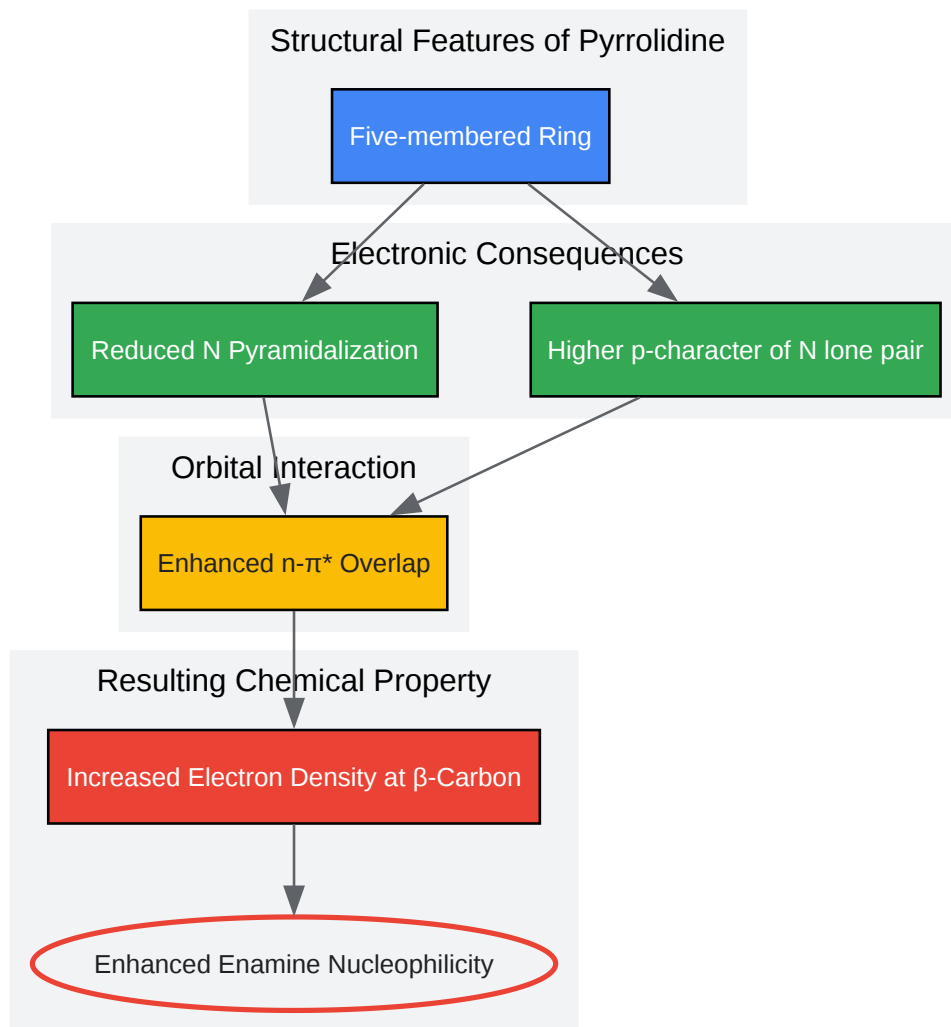 Structural Features of Pyrrolidine
Five-membered Ring
Electronic Consequences
Reduced N Pyramidalization
Higher p-character of N lone pair
Orbital Interaction
Enhanced n-π* Overlap
Resulting Chemical Property
Increased Electron Density at β-Carbon
Enhanced Enamine Nucleophilicity